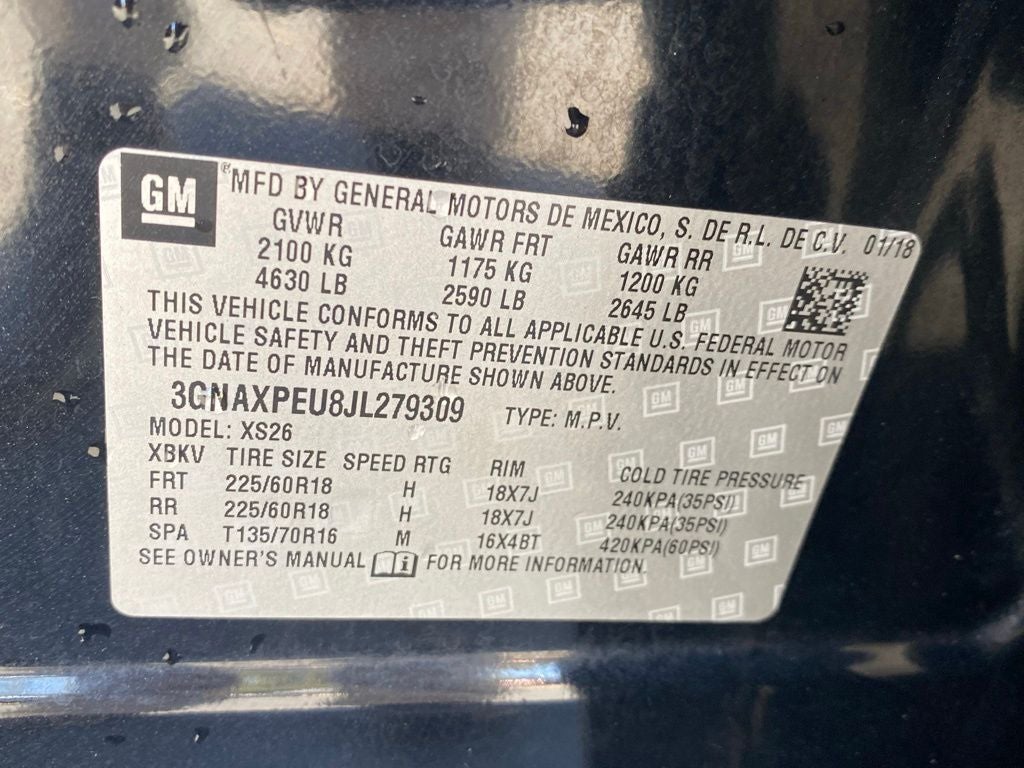 GM
MFD BY GENERAL MOTORS DE MEXICO, S. DE R.L. DE C.V. 01/18
GVWR GAWR FRT GAWR RR
2100 KG 1175 KG 1200 KG
4630 LB 2590 LB 2645 LB
THIS VEHICLE CONFORMS TO ALL APPLICABLE U.S. FEDERAL MOTOR
VEHICLE SAFETY AND THEFT PREVENTION STANDARDS IN EFFECT ON
THE DATE OF MANUFACTURE SHOWN ABOVE.
3GNAXPEU8JL279309 TYPE: M.P.V.
MODEL: XS26
XBKV TIRE SIZE SPEED RTG RIM COLD TIRE PRESSURE
FRT 225/60R18 H 18X7J 240KPA(35PSI)
RR 225/60R18 H 18X7J 240KPA(35PSI)
SPA T135/70R16 M 16X4BT 420KPA(60PSI)
SEE OWNER'S MANUAL i FOR MORE INFORMATION.